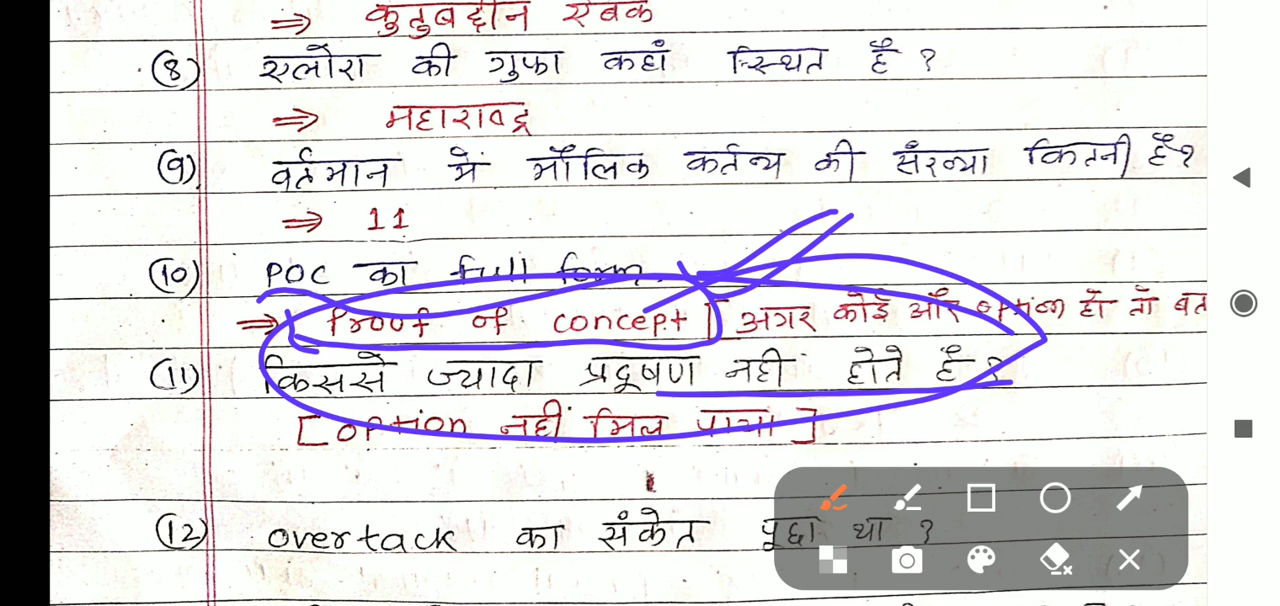 ⇒ कुतुबद्दीन ऐबक
(8) एलोरा की गुफा कहाँ स्थित है ?
⇒ महाराष्ट्र
(9) वर्तमान में मौलिक कर्तव्य की संख्या कितनी है ?
⇒ 11
(10) POC का full form
⇒ Proof of concept [ अगर कोई और option हो तो बत
(11) किससे ज्यादा प्रदूषण नही होते है ?
[option नहीं मिल पाया]
(12) overtack का संकेत पूछा था ?